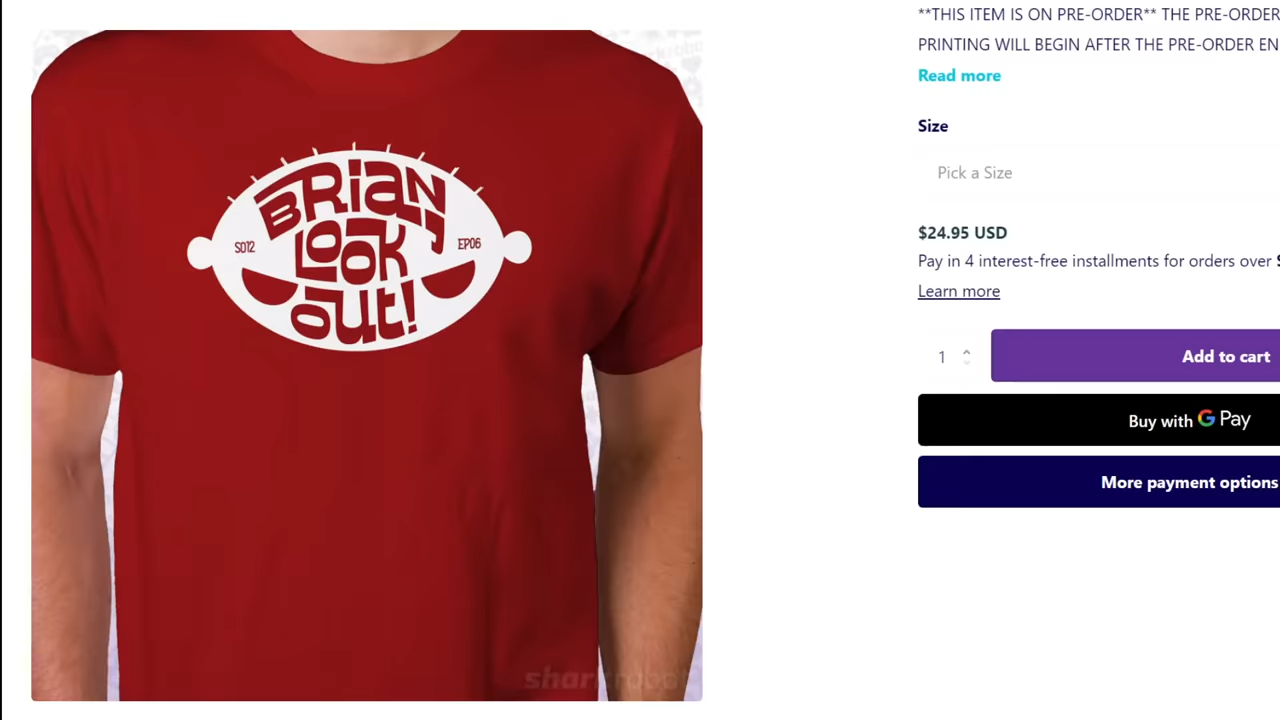 **THIS ITEM IS ON PRE-ORDER** THE PRE-ORDER
PRINTING WILL BEGIN AFTER THE PRE-ORDER EN
Read more
Size
Pick a Size
$24.95 USD
Pay in 4 interest-free installments for orders over
Learn more
1
Add to cart
Buy with G Pay
More payment options
BRIAN,
S012
LOOK
EP06
OUT!
sharkrobot